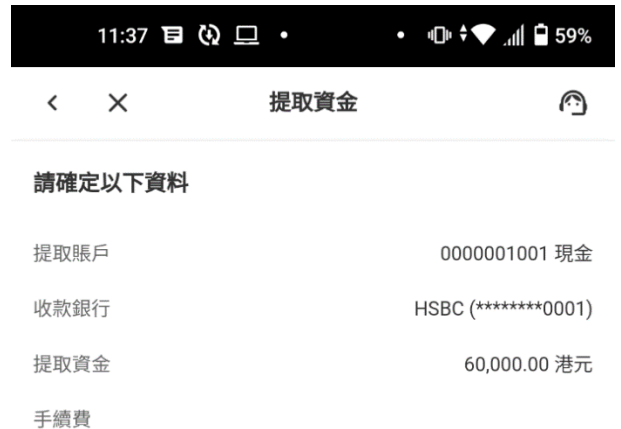 11:37 59%
提取資金
請確定以下資料
提取賬戶 0000001001 現金
收款銀行 HSBC (********0001)
提取資金 60,000.00 港元
手續費